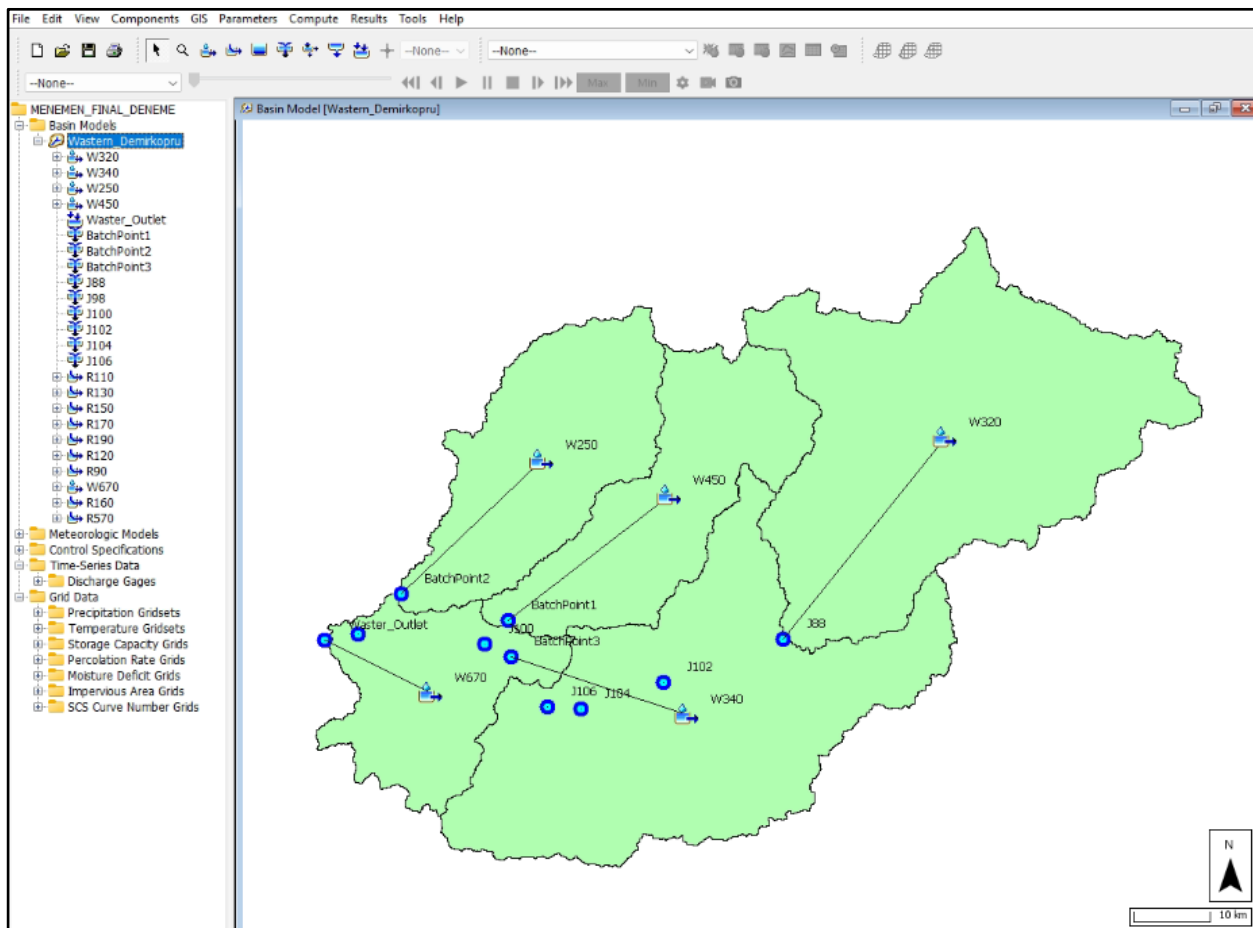 File Edit View Components GIS Parameters Compute Results Tools Help
--None-- --None--
--None-- Max Min
MENEMEN_FINAL_DENEME
Basin Models
Wastern_Demirkopru
W320
W340
W250
W450
Waster_Outlet
BatchPoint1
BatchPoint2
BatchPoint3
J88
J98
J100
J102
J104
J106
R110
R130
R150
R170
R190
R120
R90
W670
R160
R570
Meteorologic Models
Control Specifications
Time-Series Data
Discharge Gages
Grid Data
Precipitation Gridsets
Temperature Gridsets
Storage Capacity Grids
Percolation Rate Grids
Moisture Deficit Grids
Impervious Area Grids
SCS Curve Number Grids
Basin Model [Wastern_Demirkopru]
W320
W250
W450
BatchPoint2
BatchPoint1
Waster_Outlet
J100
J88
BatchPoint3
J102
W670
J106
J104
W340
N
10 km